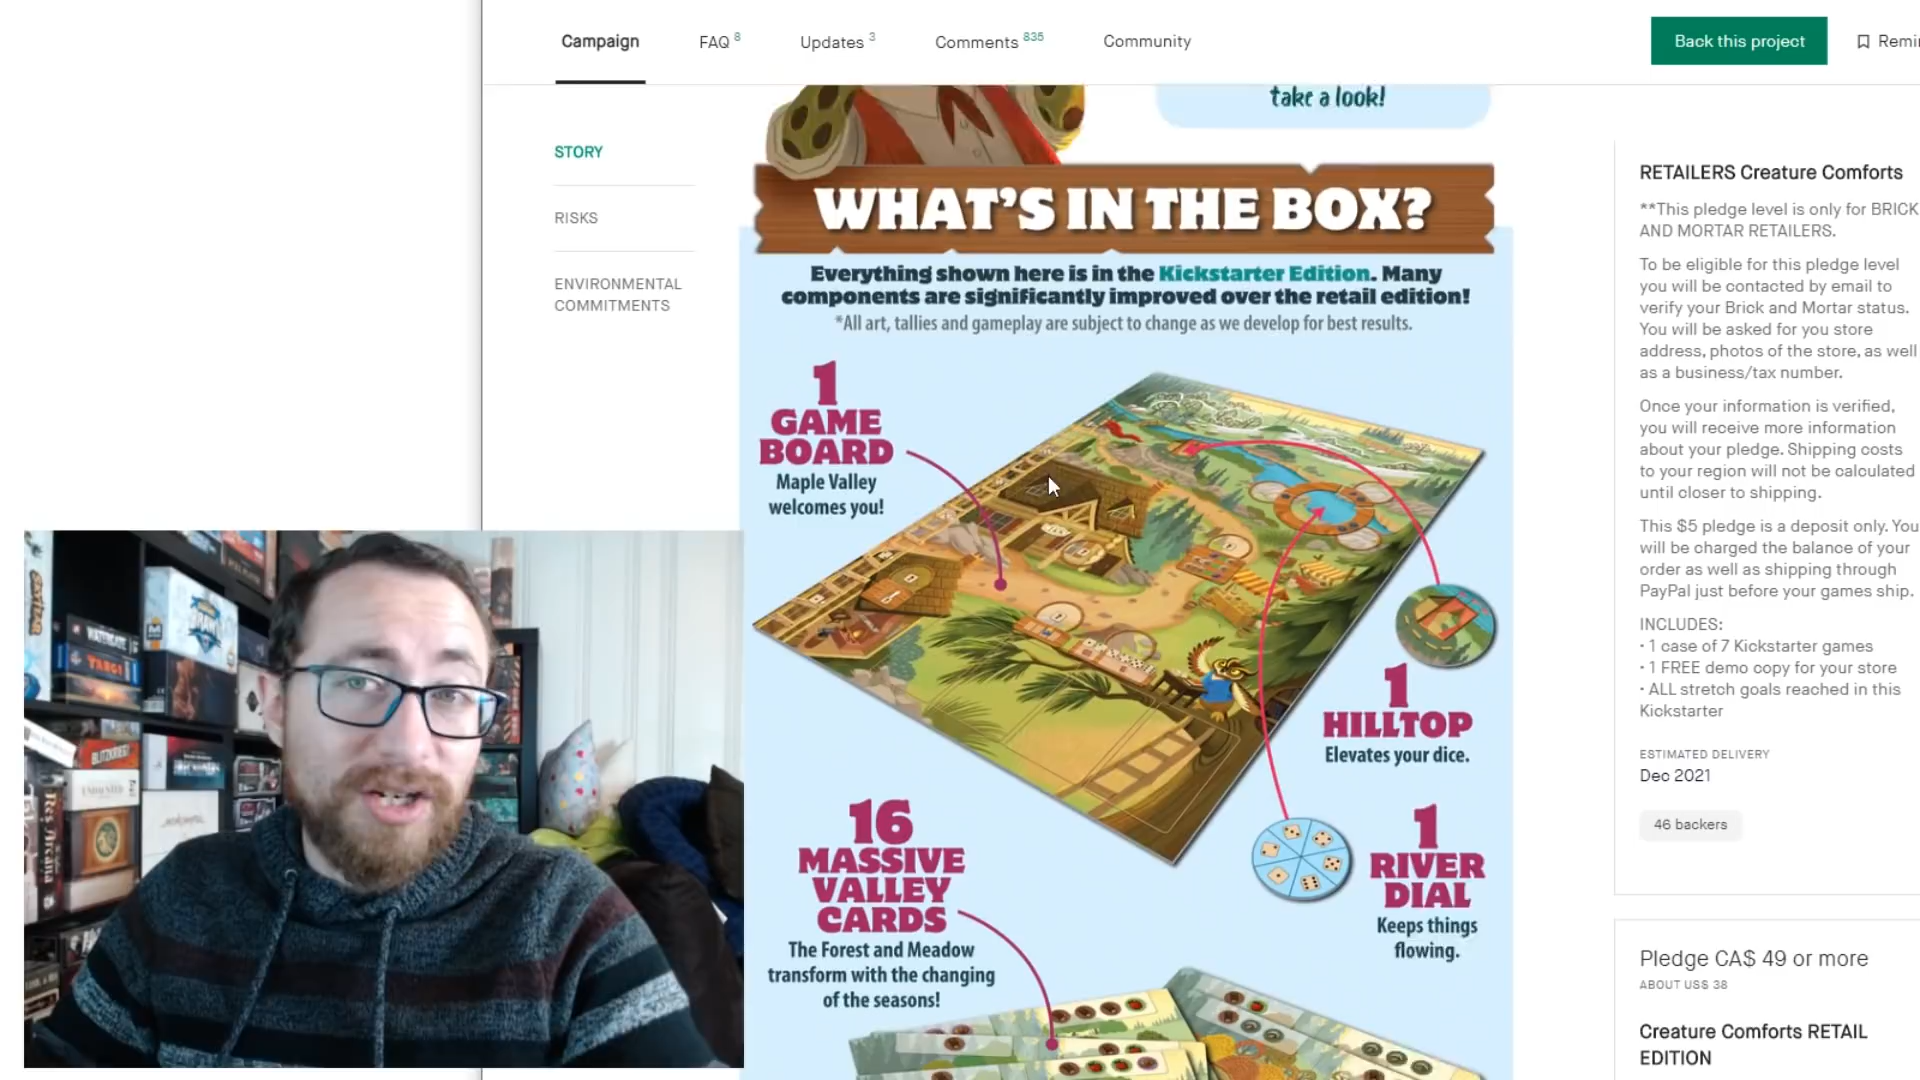 Campaign
FAQ 8
Updates 3
Comments 835
Community
Back this project
take a look!
STORY
RISKS
ENVIRONMENTAL
COMMITMENTS
WHAT'S IN THE BOX?
Everything shown here is in the Kickstarter Edition. Many
components are significantly improved over the retail edition!
*All art, tallies and gameplay are subject to change as we develop for best results.
1
GAME
BOARD
Maple Valley
welcomes you!
1
HILLTOP
Elevates your dice.
16
MASSIVE
VALLEY
CARDS
The Forest and Meadow
transform with the changing
of the seasons!
1
RIVER
DIAL
Keeps things
flowing.
RETAILERS Creature Comforts
**This pledge level is only for BRICK
AND MORTAR RETAILERS.
To be eligible for this pledge level
you will be contacted by email to
verify your Brick and Mortar status.
You will be asked for you store
address, photos of the store, as well
as a business/tax number.
Once your information is verified,
you will receive more information
about your pledge. Shipping costs
to your region will not be calculated
until closer to shipping.
This $5 pledge is a deposit only. You
will be charged the balance of your
order as well as shipping through
PayPal just before your games ship.
INCLUDES:
• 1 case of 7 Kickstarter games
• 1 FREE demo copy for your store
• ALL stretch goals reached in this
Kickstarter
ESTIMATED DELIVERY
Dec 2021
46 backers
Pledge CA$ 49 or more
ABOUT US$ 38
Creature Comforts RETAIL
EDITION
WATERGATE
TARGI
BLITZKRIEG
Res Arcana